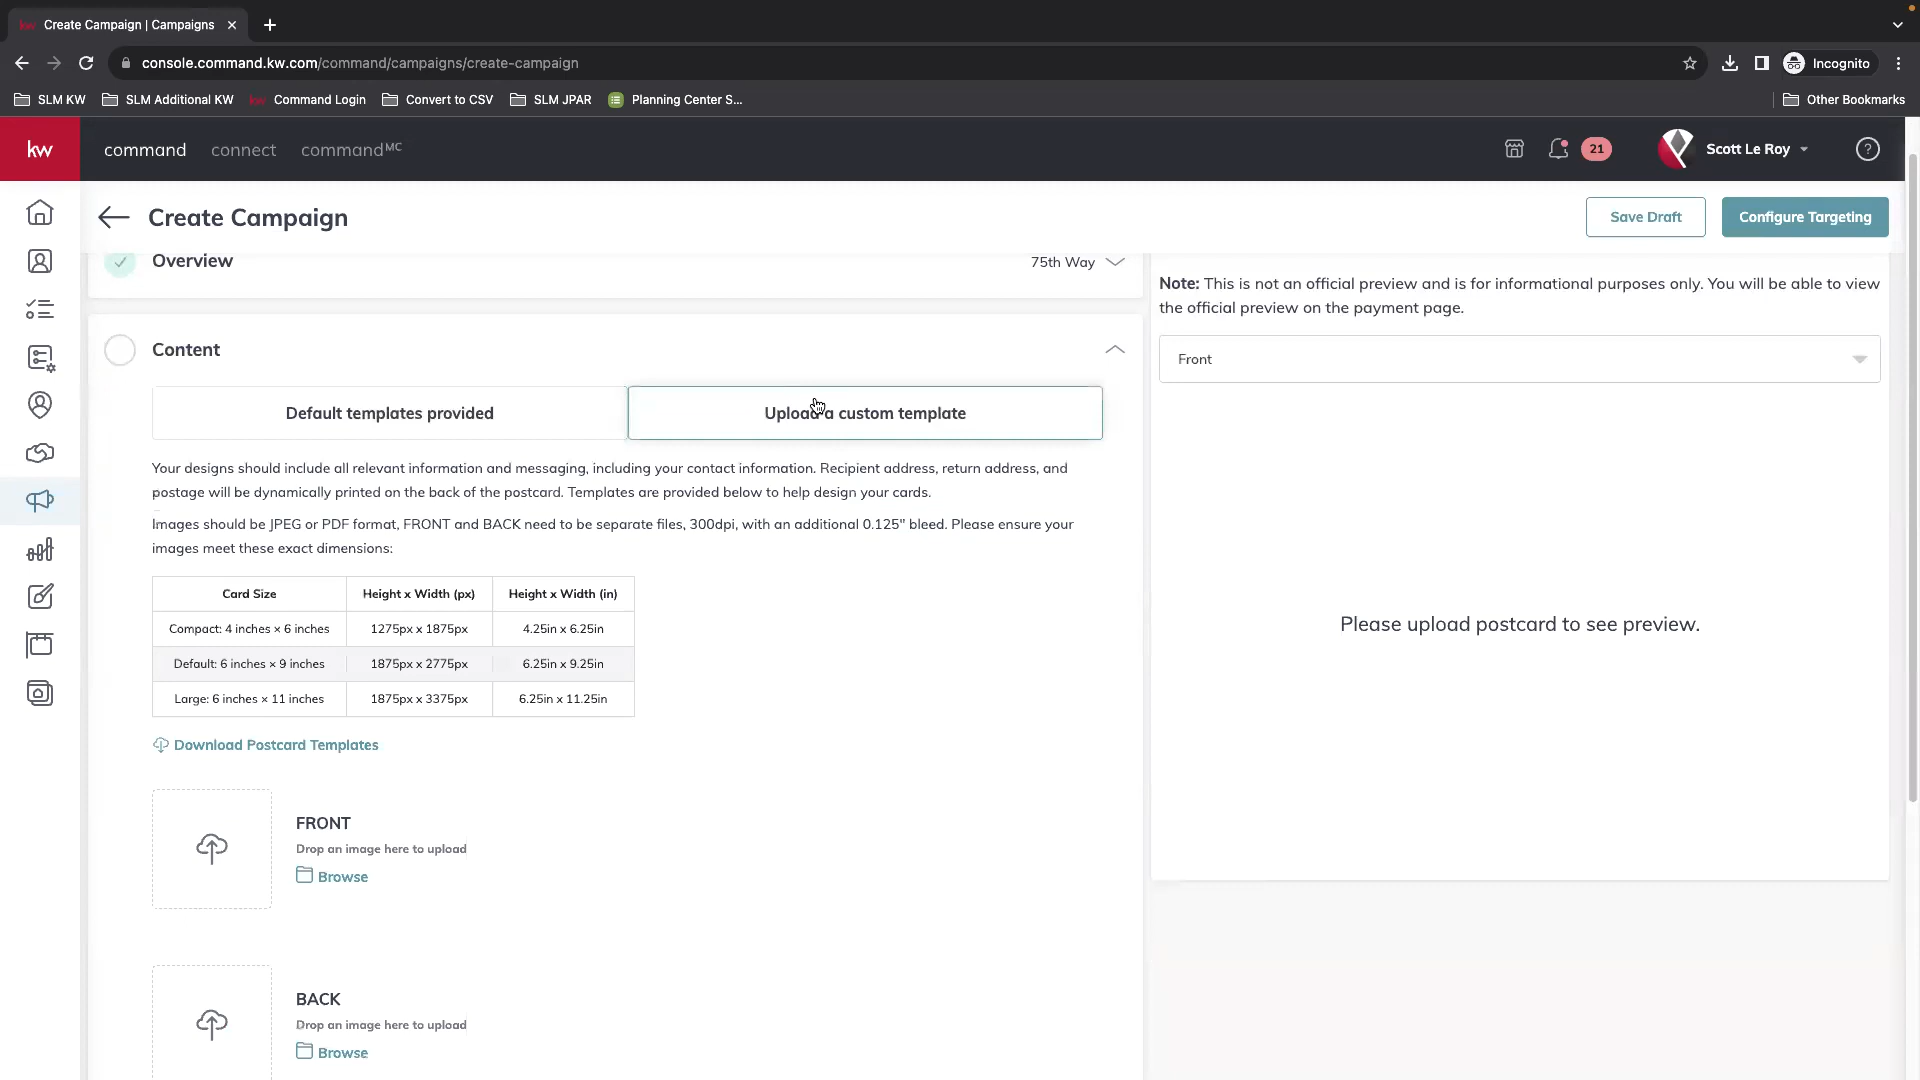 Create Campaign | Campaigns
console.command.kw.com/command/campaigns/create-campaign
Incognito
SLM KW
SLM Additional KW
kw
Command Login
Convert to CSV
SLM JPAR
Planning Center S...
Other Bookmarks
kw
command
connect
commandMC
21
Scott Le Roy
?
Create Campaign
Save Draft
Configure Targeting
Overview
75th Way
Content
Default templates provided
Upload a custom template
Your designs should include all relevant information and messaging, including your contact information. Recipient address, return address, and
postage will be dynamically printed on the back of the postcard. Templates are provided below to help design your cards.
Images should be JPEG or PDF format, FRONT and BACK need to be separate files, 300dpi, with an additional 0.125" bleed. Please ensure your
images meet these exact dimensions:
Card Size Height x Width (px) Height x Width (in)
Compact: 4 inches × 6 inches 1275px x 1875px 4.25in x 6.25in
Default: 6 inches × 9 inches 1875px x 2775px 6.25in x 9.25in
Large: 6 inches × 11 inches 1875px x 3375px 6.25in x 11.25in
Download Postcard Templates
FRONT
Drop an image here to upload
Browse
BACK
Drop an image here to upload
Browse
Note: This is not an official preview and is for informational purposes only. You will be able to view
the official preview on the payment page.
Front
Please upload postcard to see preview.